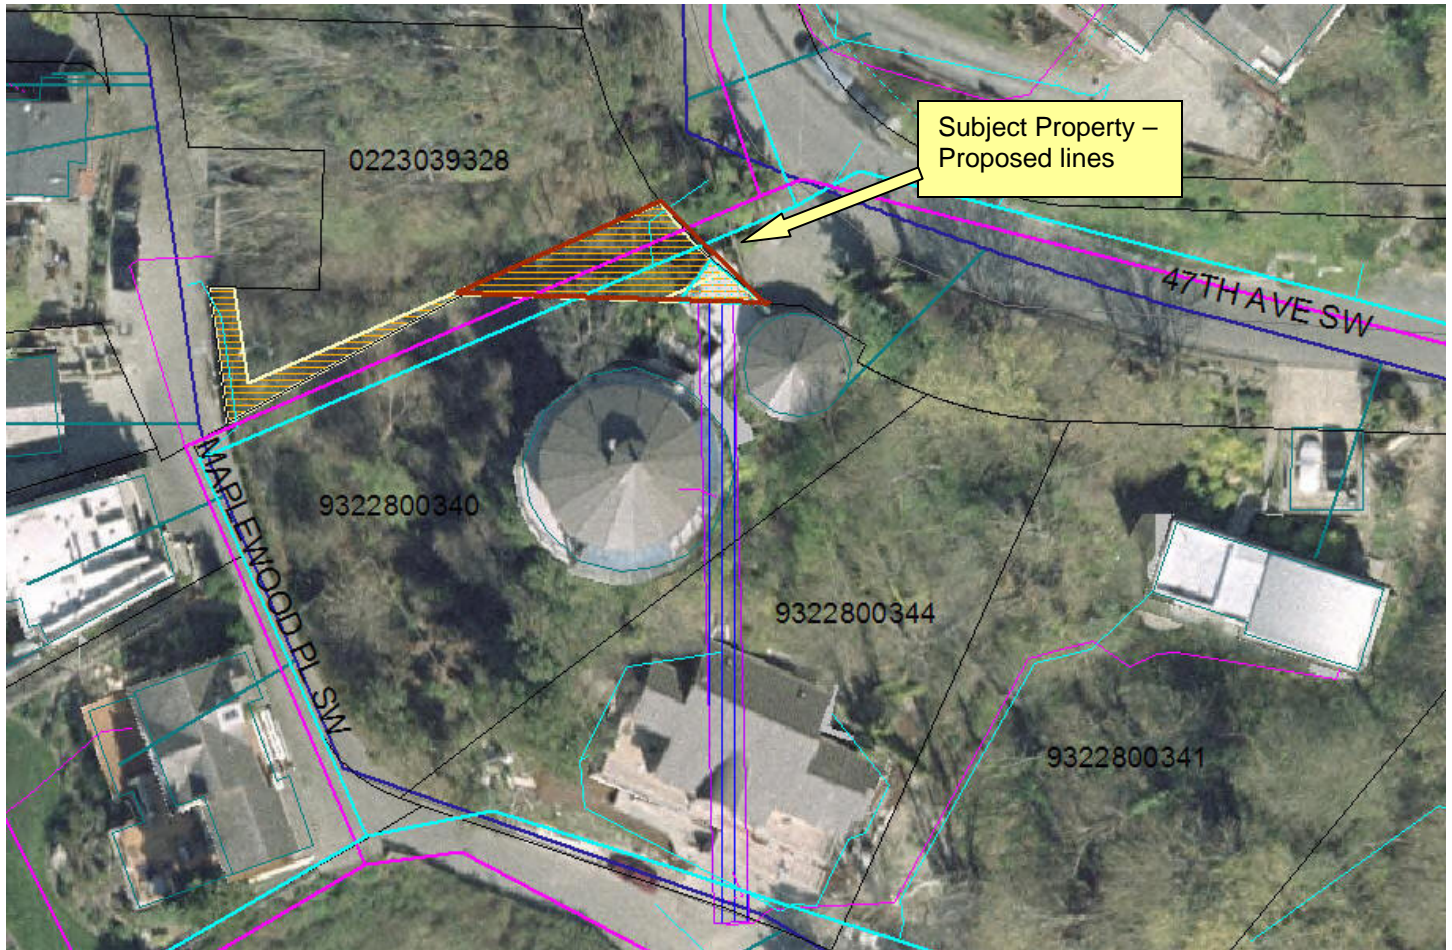 Subject Property –
Proposed lines
0223039328
47TH AVE SW
MAPLEWOOD PL SW
9322800340
9322800344
9322800341